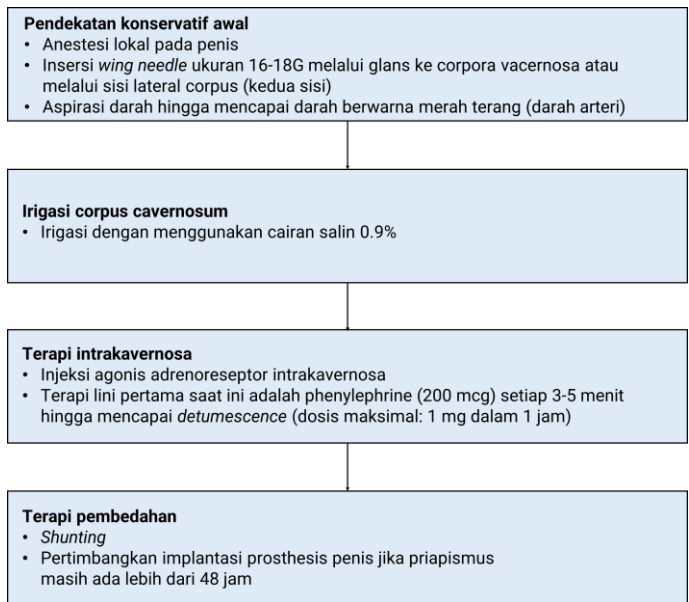 Pendekatan konservatif awal
• Anestesi lokal pada penis
• Insersi wing needle ukuran 16-18G melalui glans ke corpora vacernosa atau
melalui sisi lateral corpus (kedua sisi)
• Aspirasi darah hingga mencapai darah berwarna merah terang (darah arteri)
Irigasi corpus cavernosum
• Irigasi dengan menggunakan cairan salin 0.9%
Terapi intrakavernosa
• Injeksi agonis adrenoreseptor intrakavernosa
• Terapi lini pertama saat ini adalah phenylephrine (200 mcg) setiap 3-5 menit
hingga mencapai detumescence (dosis maksimal: 1 mg dalam 1 jam)
Terapi pembedahan
• Shunting
• Pertimbangkan implantasi prosthesis penis jika priapismus
masih ada lebih dari 48 jam